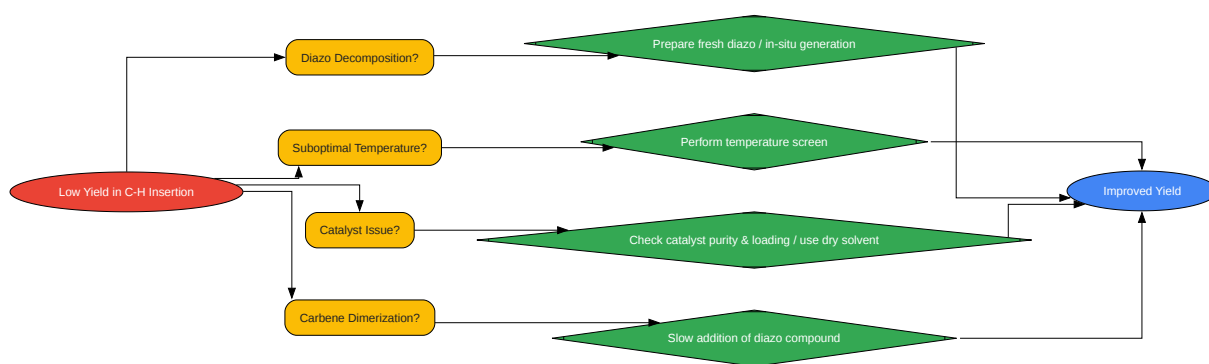 Prepare fresh diazo / in-situ generation
Diazo Decomposition?
Perform temperature screen
Suboptimal Temperature?
Low Yield in C-H Insertion
Improved Yield
Catalyst Issue?
Check catalyst purity & loading / use dry solvent
Carbene Dimerization?
Slow addition of diazo compound